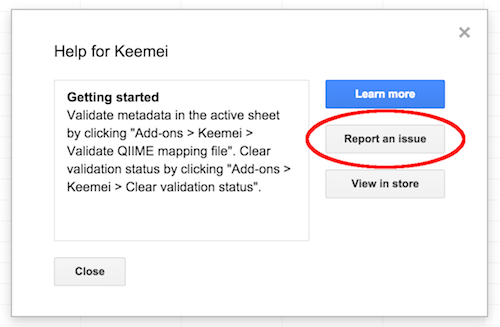 Help for Keemei
Getting started
Validate metadata in the active sheet
by clicking "Add-ons > Keemei >
Validate QIIME mapping file". Clear
validation status by clicking "Add-ons >
Keemei > Clear validation status".
Learn more
Report an issue
View in store
Close